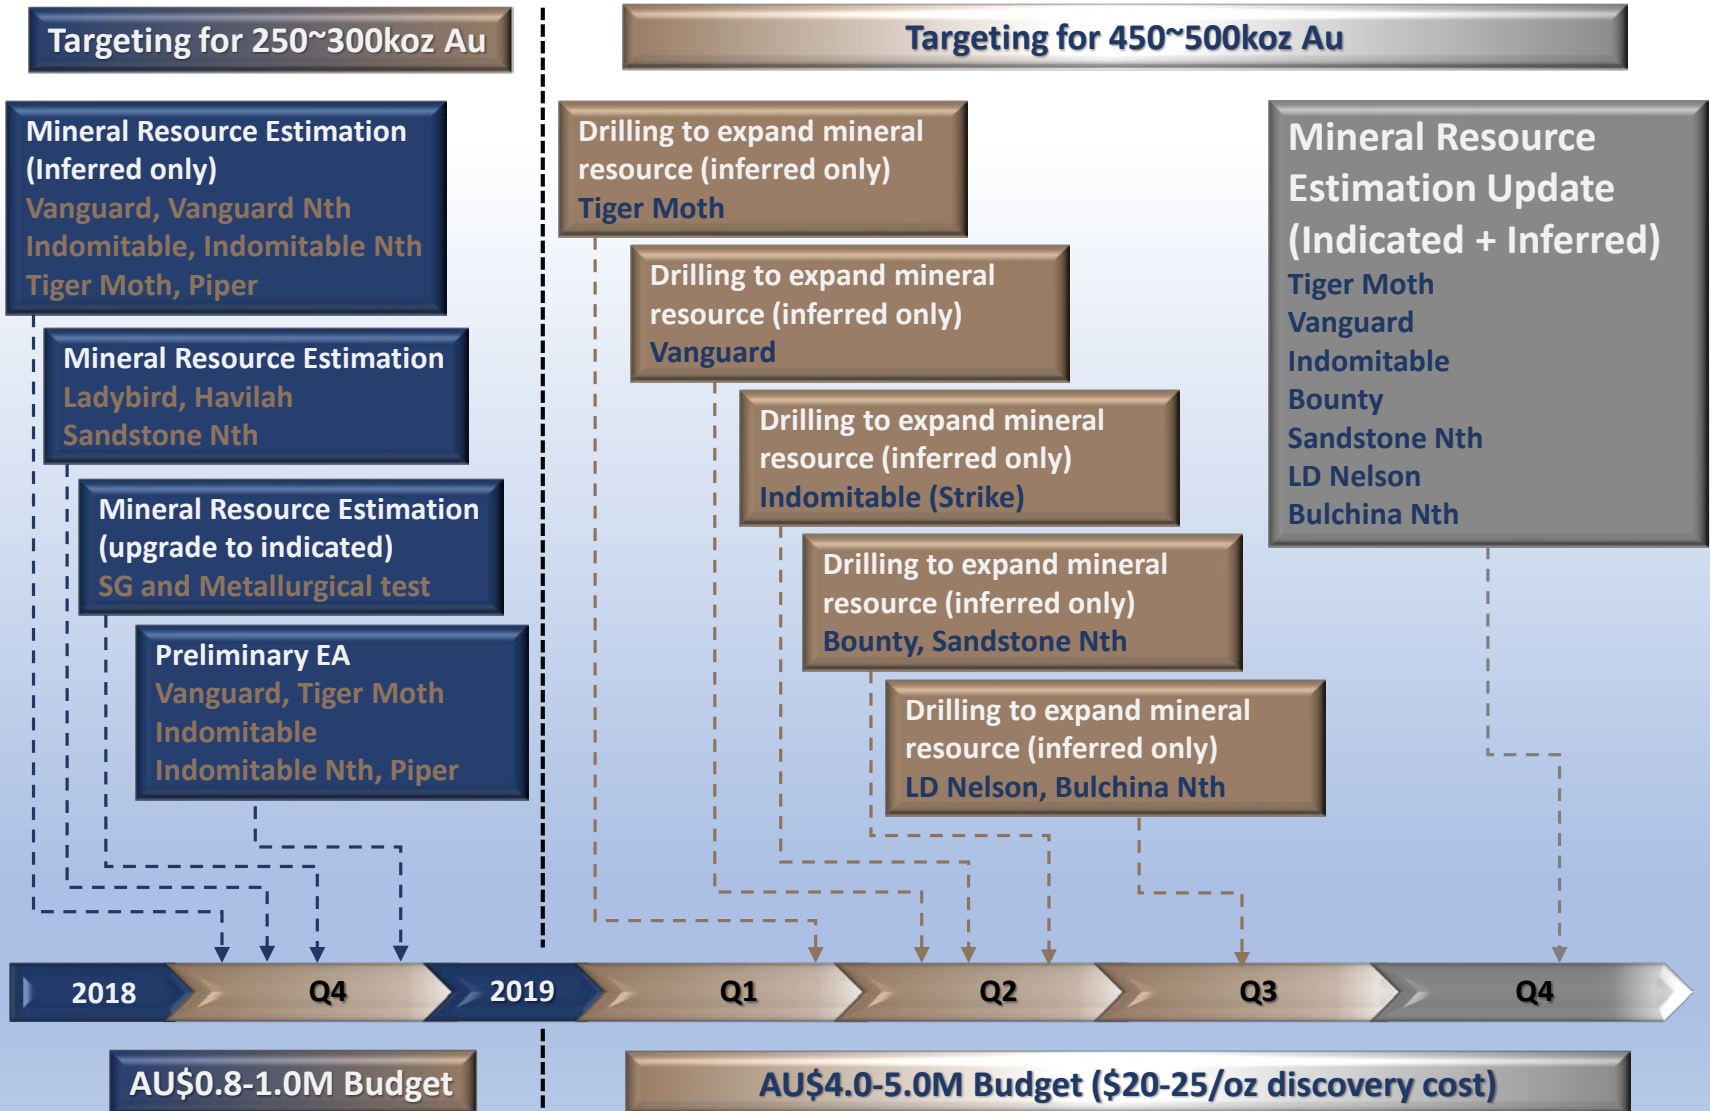 Targeting for 250~300koz Au
Targeting for 450~500koz Au
Mineral Resource Estimation
(Inferred only)
Vanguard, Vanguard Nth
Indomitable, Indomitable Nth
Tiger Moth, Piper
Mineral Resource Estimation
Ladybird, Havilah
Sandstone Nth
Mineral Resource Estimation
(upgrade to indicated)
SG and Metallurgical test
Preliminary EA
Vanguard, Tiger Moth
Indomitable
Indomitable Nth, Piper
Drilling to expand mineral
resource (inferred only)
Tiger Moth
Drilling to expand mineral
resource (inferred only)
Vanguard
Drilling to expand mineral
resource (inferred only)
Indomitable (Strike)
Drilling to expand mineral
resource (inferred only)
Bounty, Sandstone Nth
Drilling to expand mineral
resource (inferred only)
LD Nelson, Bulchina Nth
Mineral Resource
Estimation Update
(Indicated + Inferred)
Tiger Moth
Vanguard
Indomitable
Bounty
Sandstone Nth
LD Nelson
Bulchina Nth
2018
Q4
2019
Q1
Q2
Q3
Q4
AU$0.8-1.0M Budget
AU$4.0-5.0M Budget ($20-25/oz discovery cost)